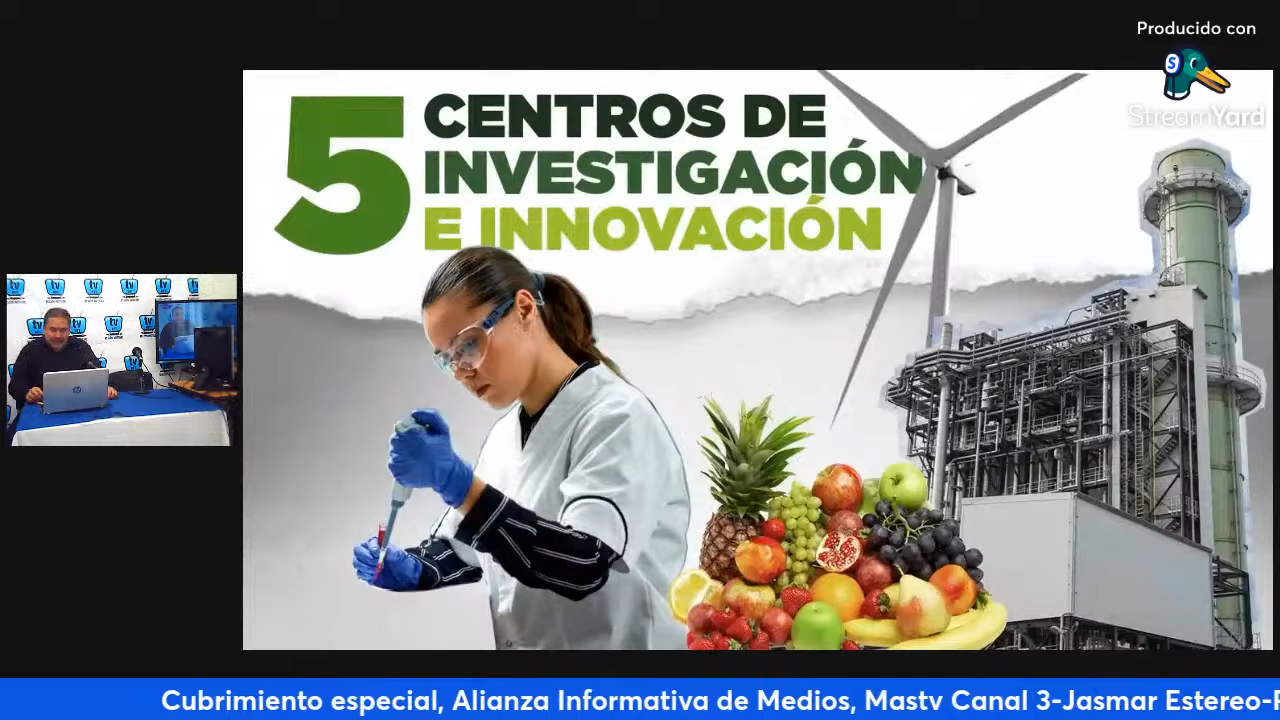 Producido con
S
StreamYard
5 CENTROS DE
INVESTIGACIÓN
E INNOVACIÓN
Cubrimiento especial, Alianza Informativa de Medios, Mastv Canal 3-Jasmar Estereo-